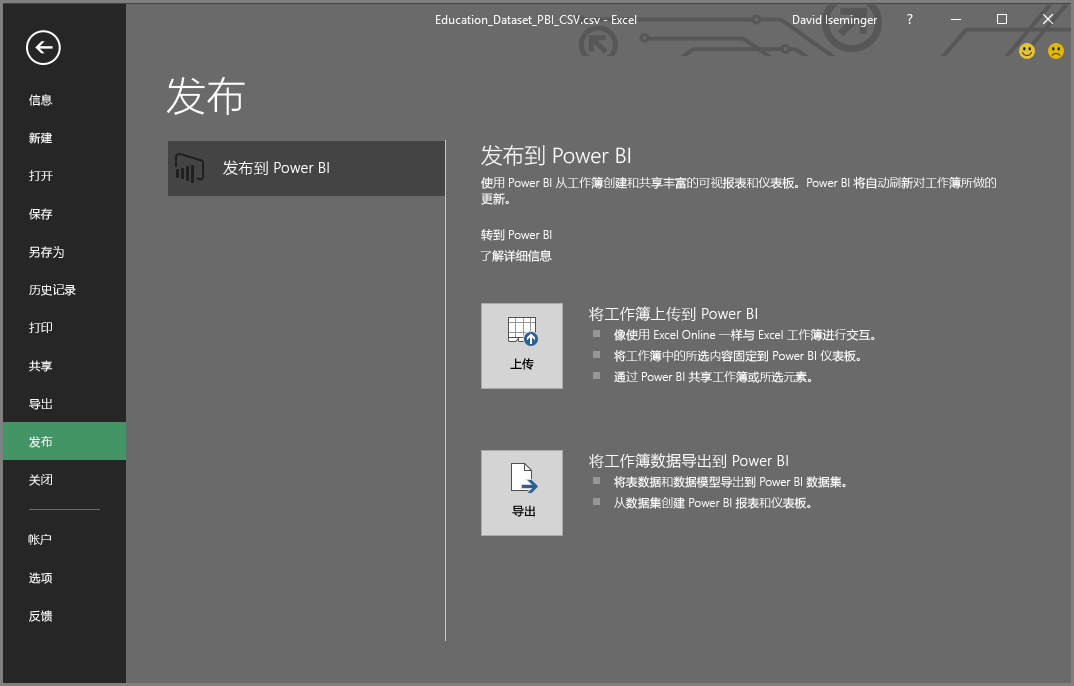 Education_Dataset_PBI_CSV.csv - Excel
David Iseminger
?
信息
新建
打开
保存
另存为
历史记录
打印
共享
导出
发布
关闭
帐户
选项
反馈
发布
发布到 Power BI
发布到 Power BI
使用 Power BI 从工作簿创建和共享丰富的可视报表和仪表板。Power BI 将自动刷新对工作簿所做的
更新。
转到 Power BI
了解详细信息
上传
将工作簿上传到 Power BI
像使用 Excel Online 一样与 Excel 工作簿进行交互。
将工作簿中的所选内容固定到 Power BI 仪表板。
通过 Power BI 共享工作簿或所选元素。
导出
将工作簿数据导出到 Power BI
将表数据和数据模型导出到 Power BI 数据集。
从数据集创建 Power BI 报表和仪表板。